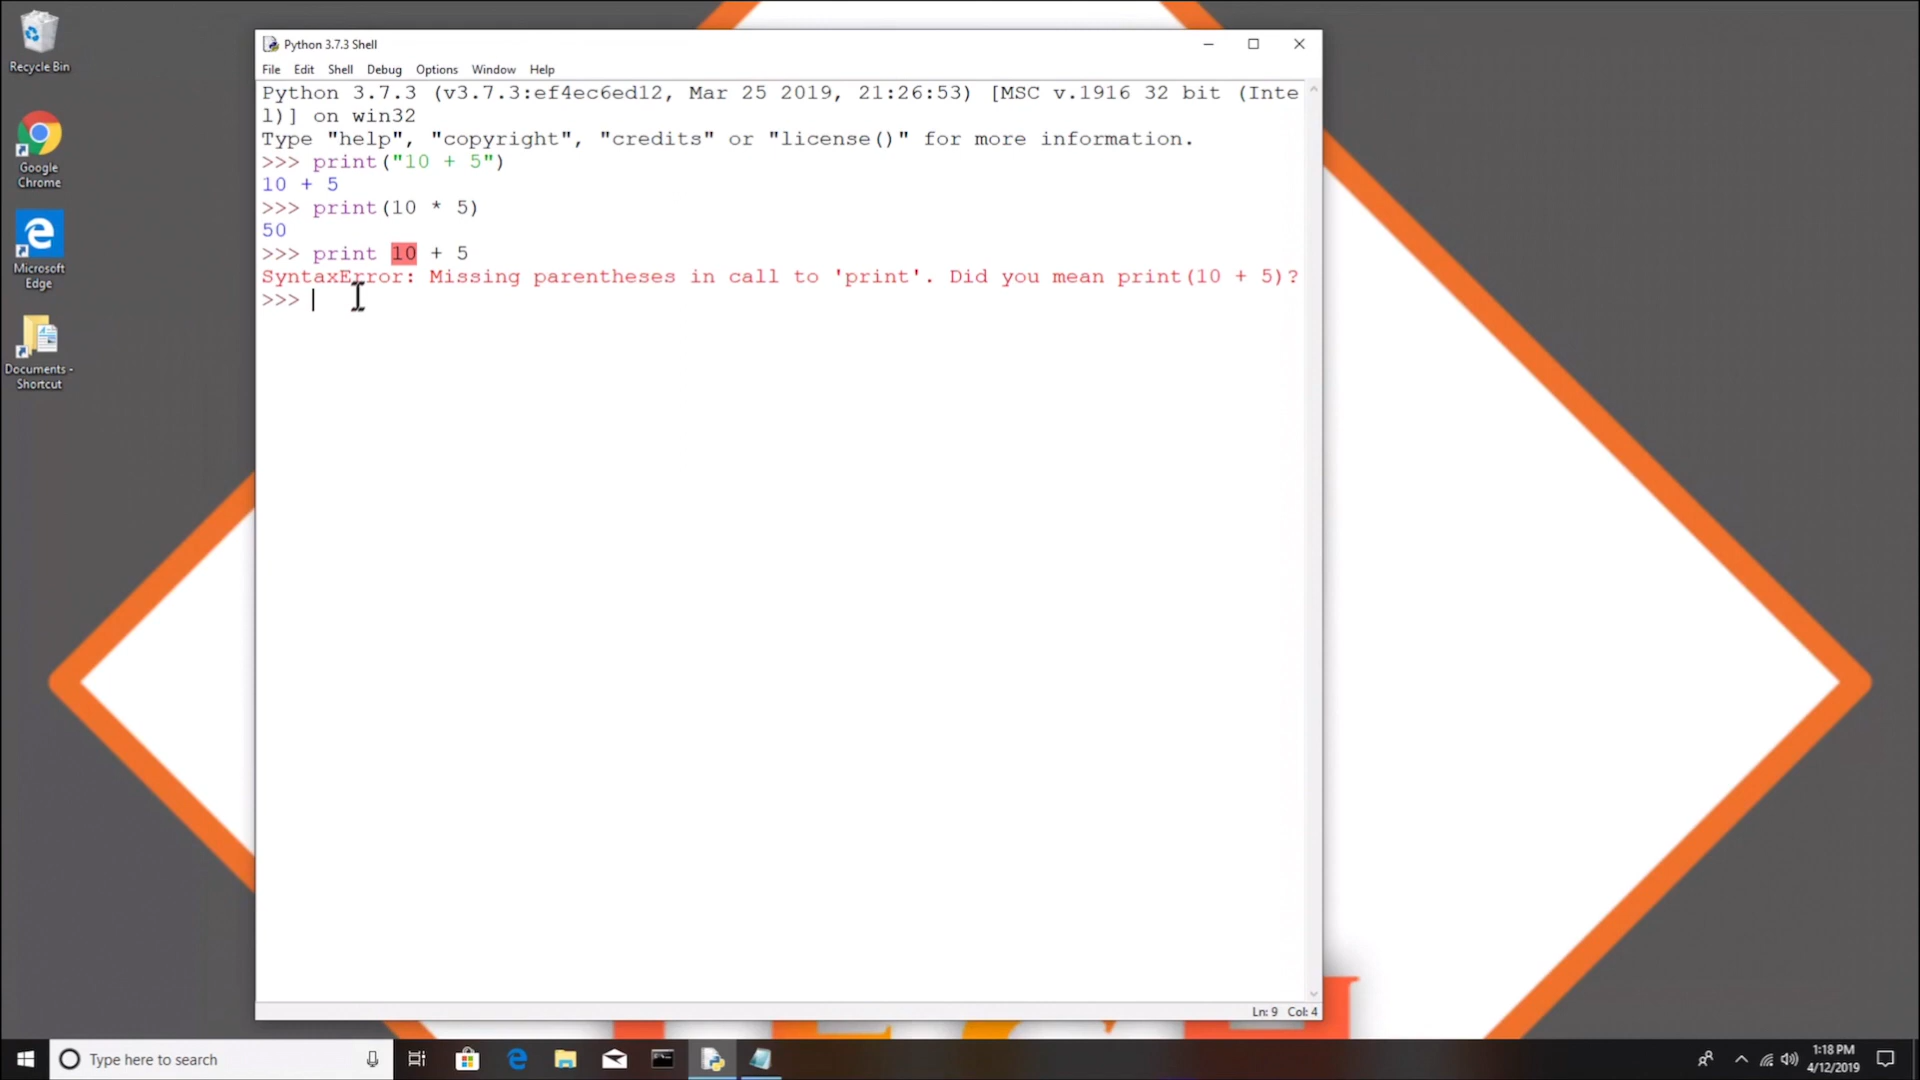 Recycle Bin
Google
Chrome
Microsoft
Edge
Documents -
Shortcut
Python 3.7.3 Shell
File Edit Shell Debug Options Window Help
Python 3.7.3 (v3.7.3:ef4ec6ed12, Mar 25 2019, 21:26:53) [MSC v.1916 32 bit (Inte
l)] on win32
Type "help", "copyright", "credits" or "license()" for more information.
>>> print("10 + 5")
10 + 5
>>> print(10 * 5)
50
>>> print 10 + 5
SyntaxError: Missing parentheses in call to 'print'. Did you mean print(10 + 5)?
>>>
Ln: 9 Col: 4
Type here to search
1:18 PM
4/12/2019